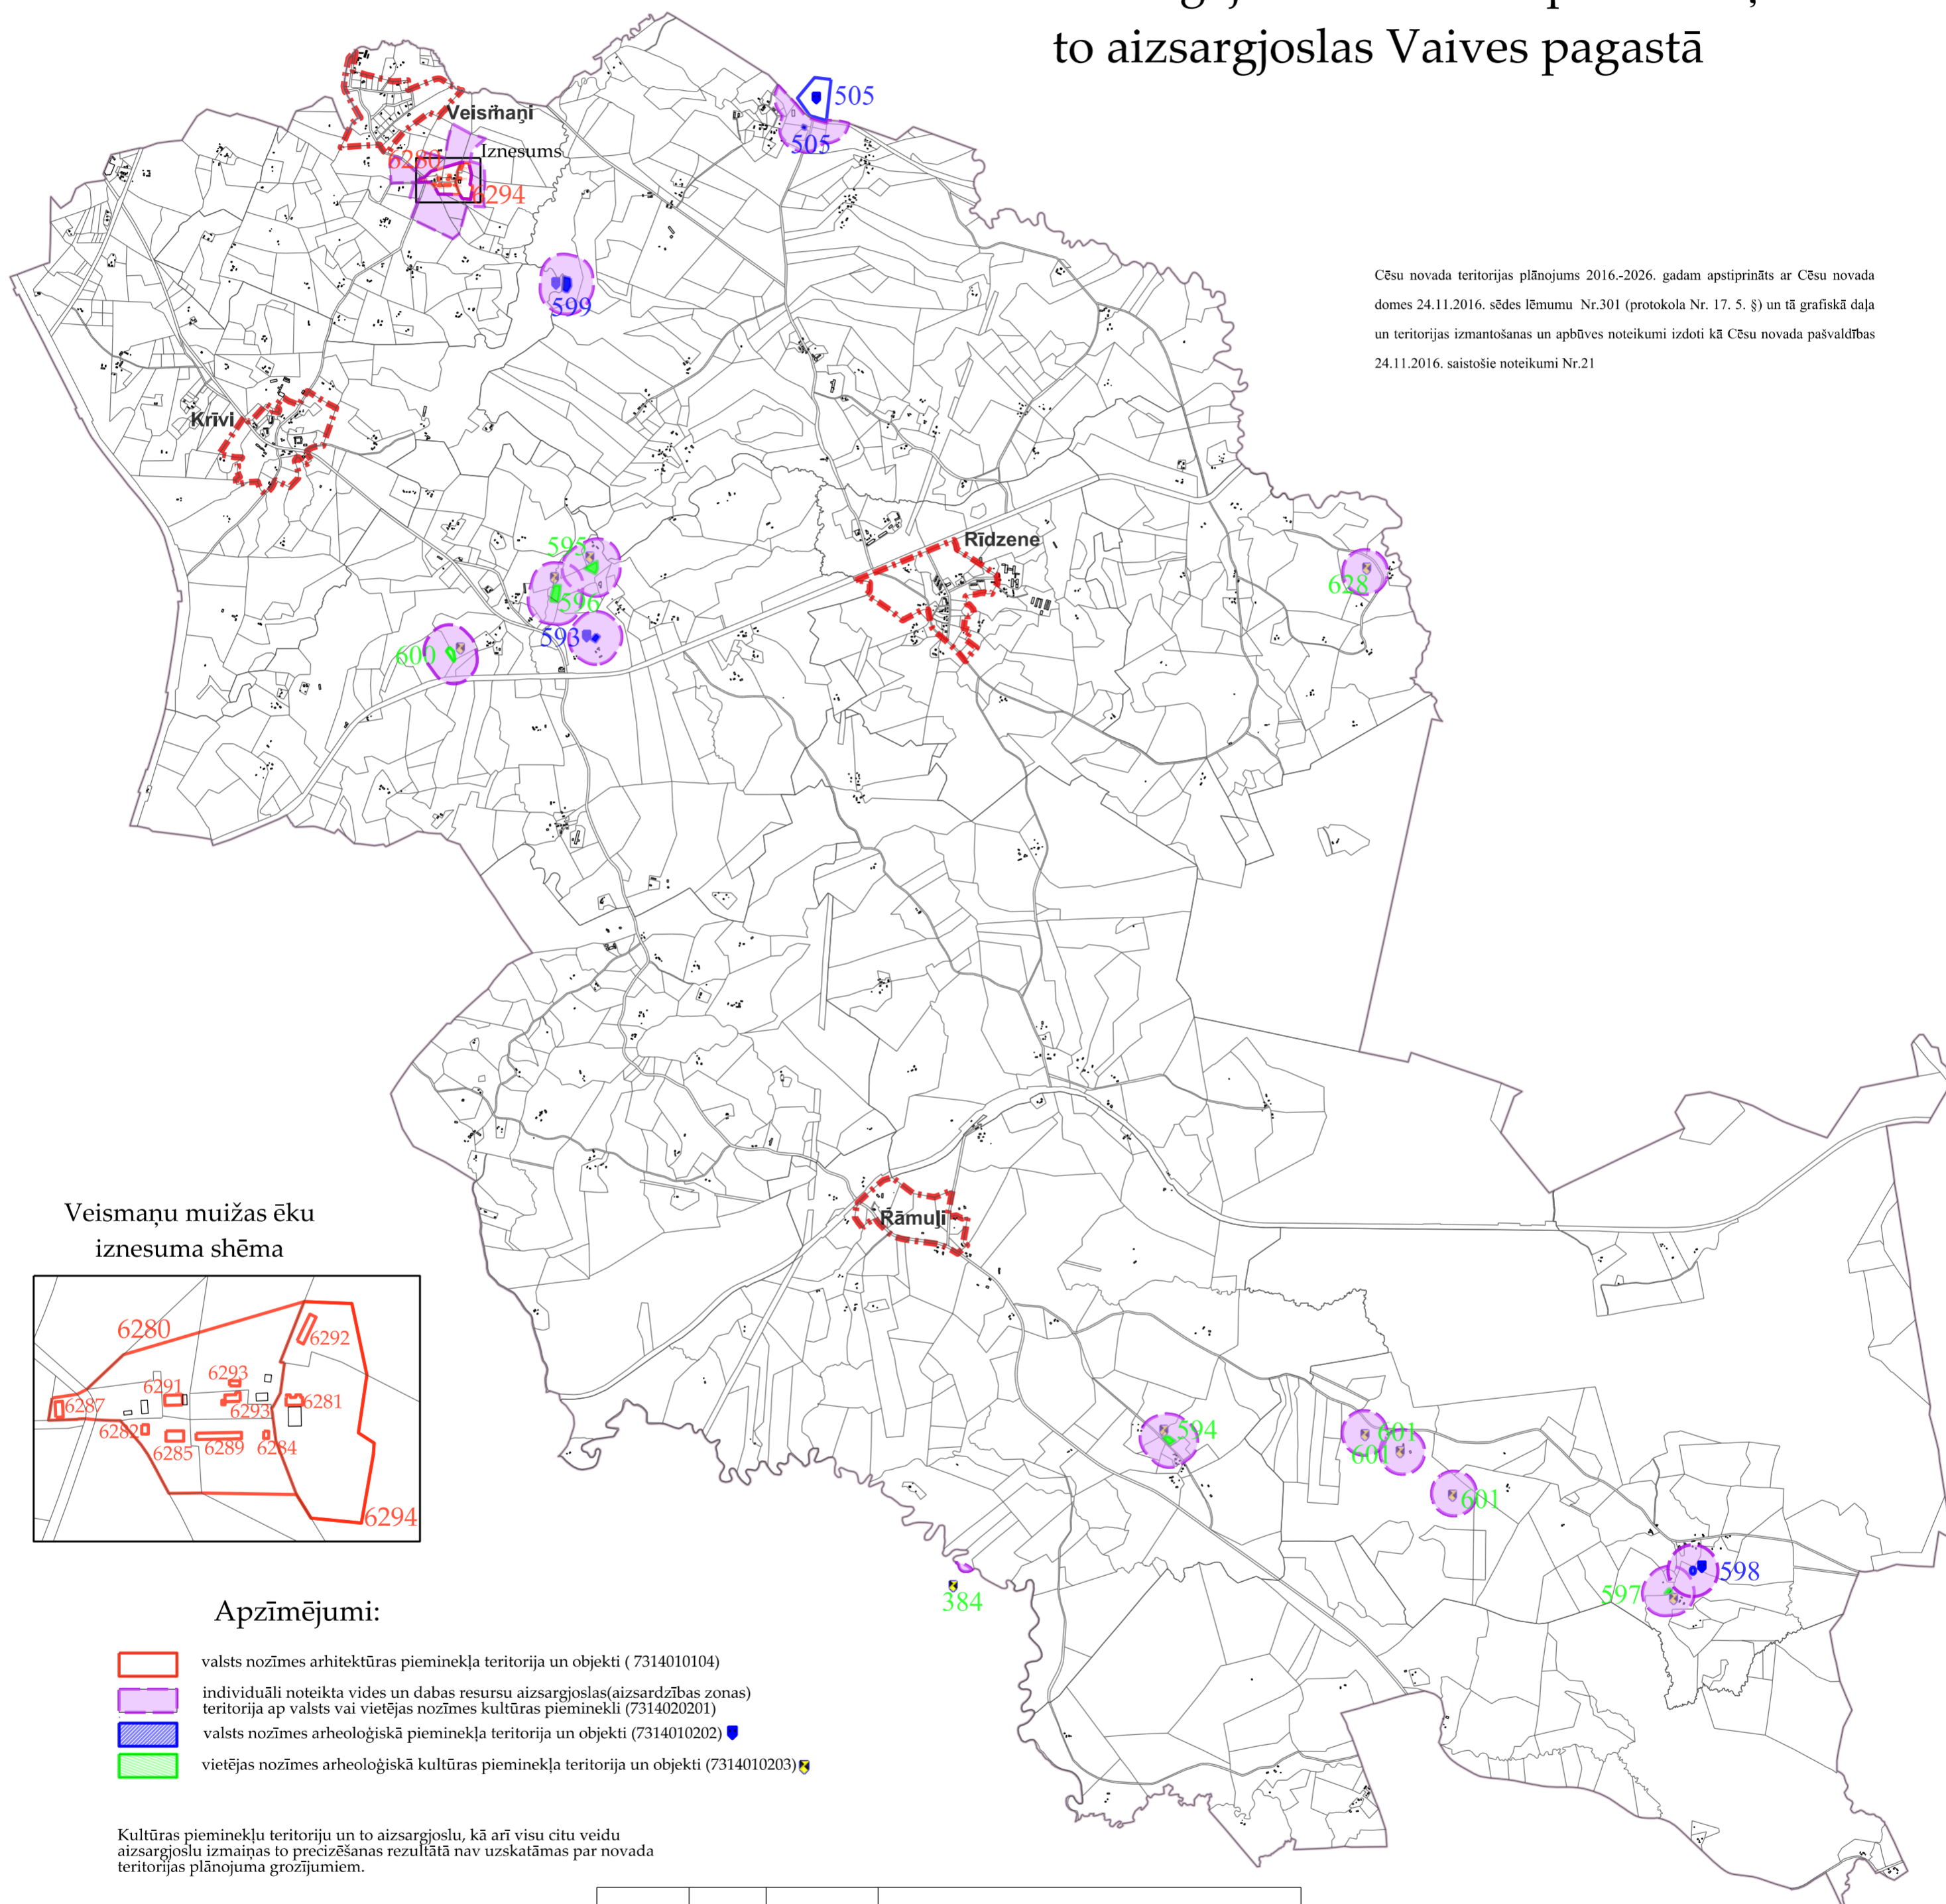 to aizsargjoslas Vaives pagastā
505
505
Veismaņi
Iznesums
6280
6294
599
Cēsu novada teritorijas plānojums 2016.-2026. gadam apstiprināts ar Cēsu novada
domes 24.11.2016. sēdes lēmumu Nr.301 (protokola Nr. 17. 5. §) un tā grafiskā daļa
un teritorijas izmantošanas un apbūves noteikumi izdoti kā Cēsu novada pašvaldības
24.11.2016. saistošie noteikumi Nr.21
Krīvi
595
596
593
600
Rīdzene
628
Rāmuļi
594
601
601
601
598
597
384
Veismaņu muižas ēku
iznesuma shēma
6280
6292
6293
6291
6287
6293
6281
6282
6285
6289
6284
6294
Apzīmējumi:
valsts nozīmes arhitektūras pieminekļa teritorija un objekti ( 7314010104)
individuāli noteikta vides un dabas resursu aizsargjoslas(aizsardzības zonas)
teritorija ap valsts vai vietējas nozīmes kultūras pieminekli (7314020201)
valsts nozīmes arheoloģiskā pieminekļa teritorija un objekti (7314010202)
vietējas nozīmes arheoloģiskā kultūras pieminekļa teritorija un objekti (7314010203)
Kultūras pieminekļu teritoriju un to aizsargjoslu, kā arī visu citu veidu
aizsargjoslu izmaiņas to precizēšanas rezultātā nav uzskatāmas par novada
teritorijas plānojuma grozījumiem.